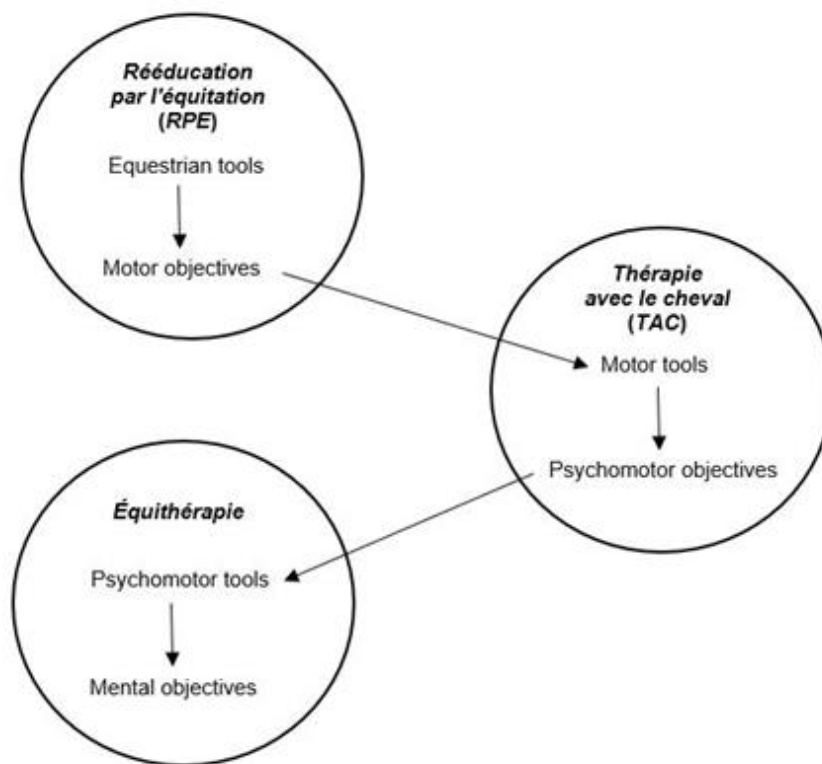 Rééducation
par l'équitation
(RPE)
Equestrian tools
Motor objectives
Thérapie
avec le cheval
(TAC)
Motor tools
Psychomotor objectives
Équithérapie
Psychomotor tools
Mental objectives